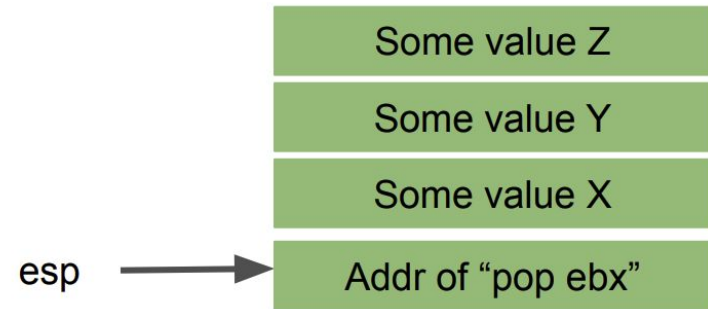 Some value Z
Some value Y
Some value X
esp
Addr of “pop ebx”